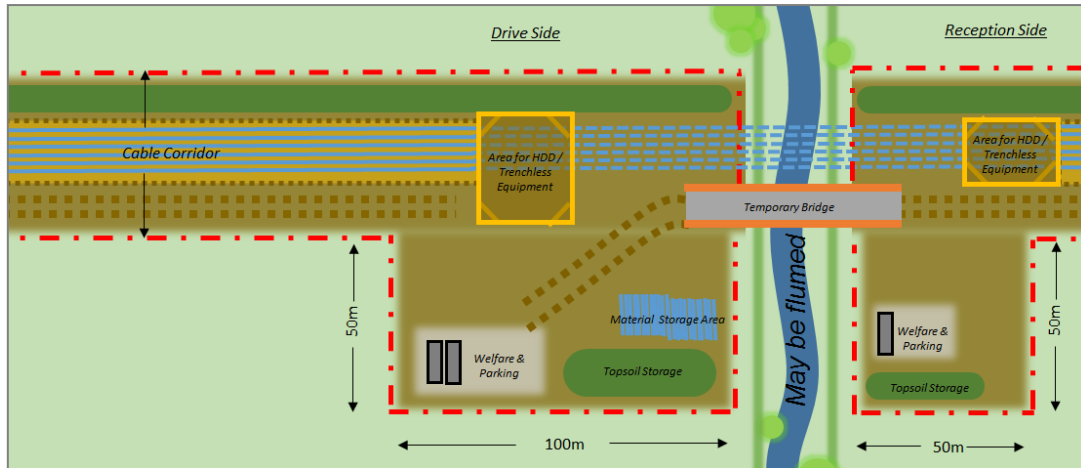 Drive Side
Reception Side
Cable Corridor
Area for HDD /
Trenchless
Equipment
Area for HDD /
Trenchless
Equipment
Temporary Bridge
May be flumed
50m
Material Storage Area
Welfare &
Parking
Topsoil Storage
100m
Welfare &
Parking
Topsoil Storage
50m
50m